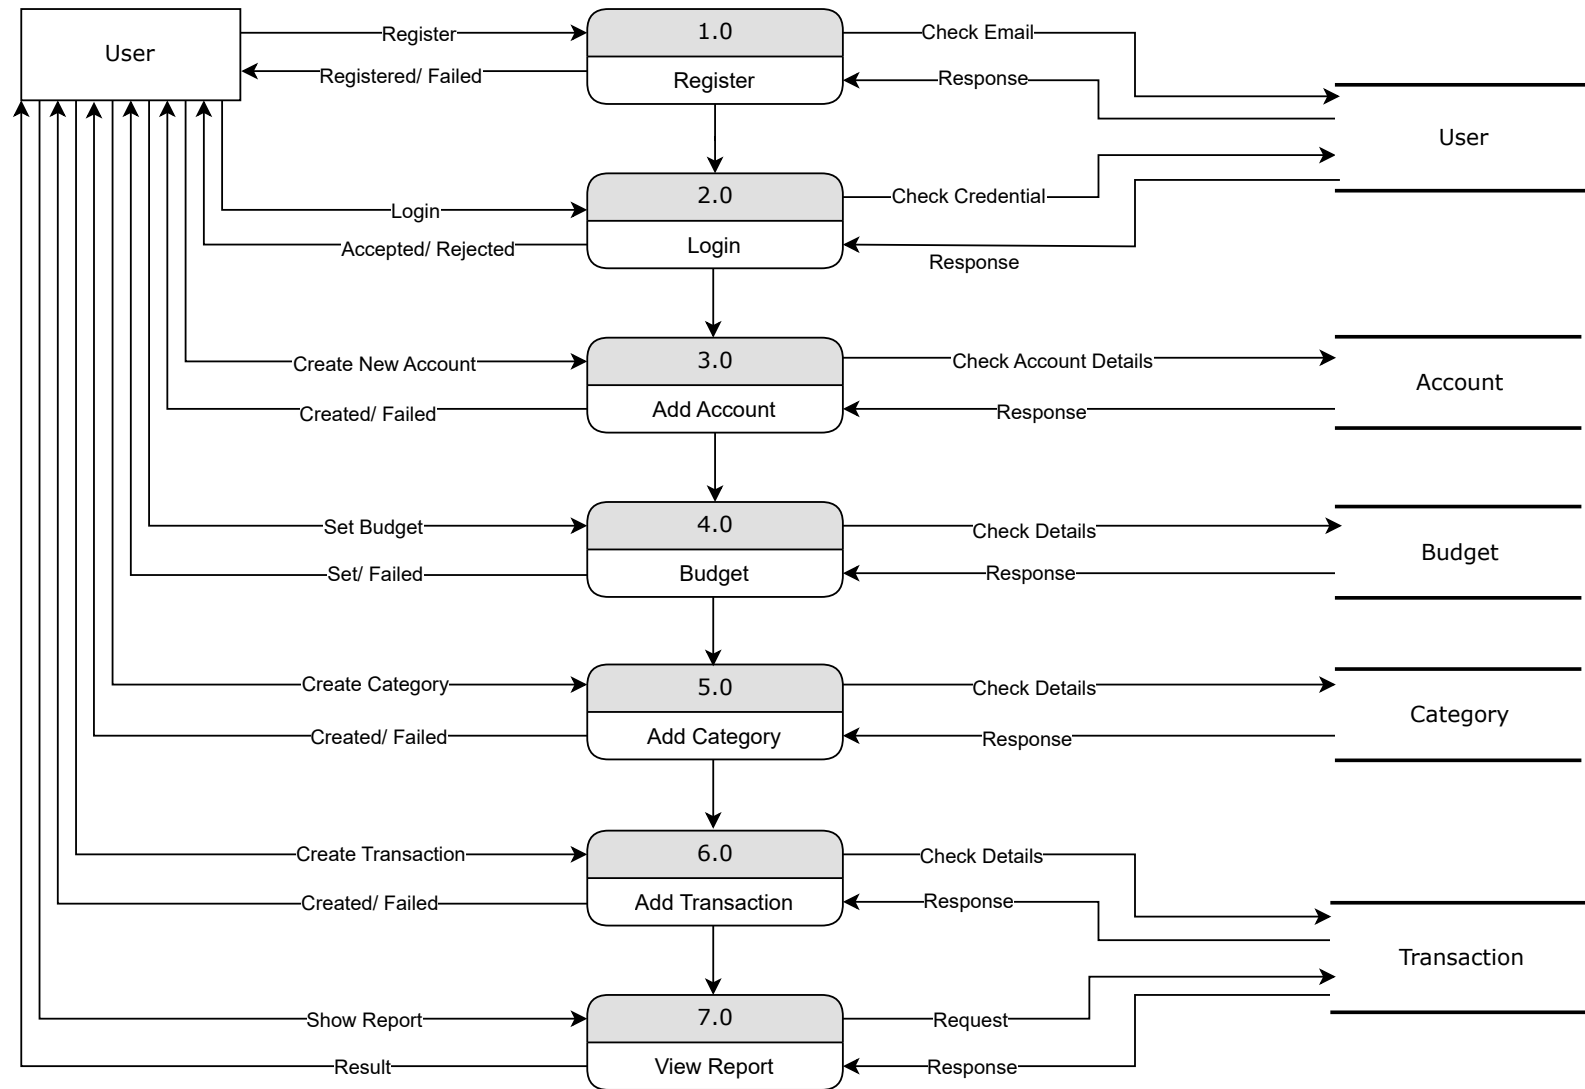 User
Register
1.0
Check Email
Registered/ Failed
Register
Response
User
Login
2.0
Check Credential
Accepted/ Rejected
Login
Response
Create New Account
3.0
Check Account Details
Account
Created/ Failed
Add Account
Response
Set Budget
4.0
Check Details
Budget
Set/ Failed
Budget
Response
Create Category
5.0
Check Details
Category
Created/ Failed
Add Category
Response
Create Transaction
6.0
Check Details
Created/ Failed
Add Transaction
Response
Transaction
Show Report
7.0
Request
Result
View Report
Response